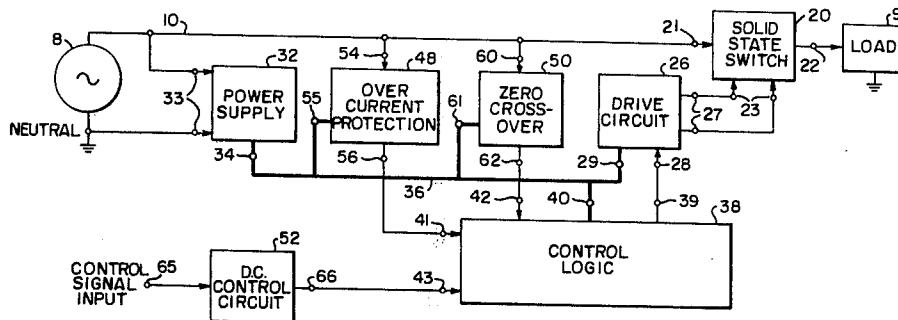 10
8
NEUTRAL
33
32
POWER
SUPPLY
34
54
48
OVER
CURRENT
PROTECTION
55
56
60
50
ZERO
CROSS-
OVER
61
62
36
26
DRIVE
CIRCUIT
27
23
28
29
21
20
SOLID
STATE
SWITCH
22
9
LOAD
42
40
39
38
41
CONTROL
LOGIC
43
CONTROL
SIGNAL
INPUT
65
52
D.C.
CONTROL
CIRCUIT
66